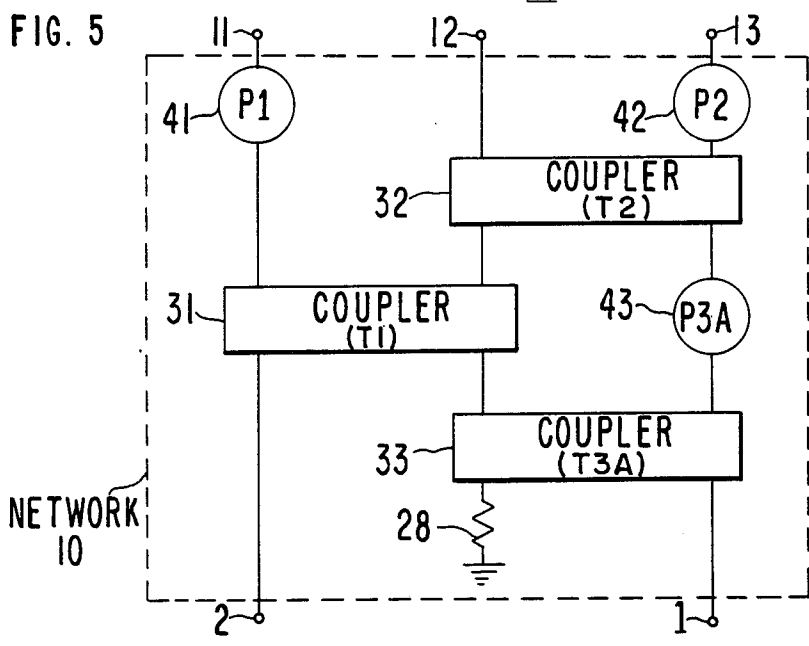 FIG. 5
11
12
13
P1
41
P2
42
COUPLER
(T2)
32
COUPLER
(T1)
31
P3A
43
COUPLER
(T3A)
33
28
NETWORK
10
2
1